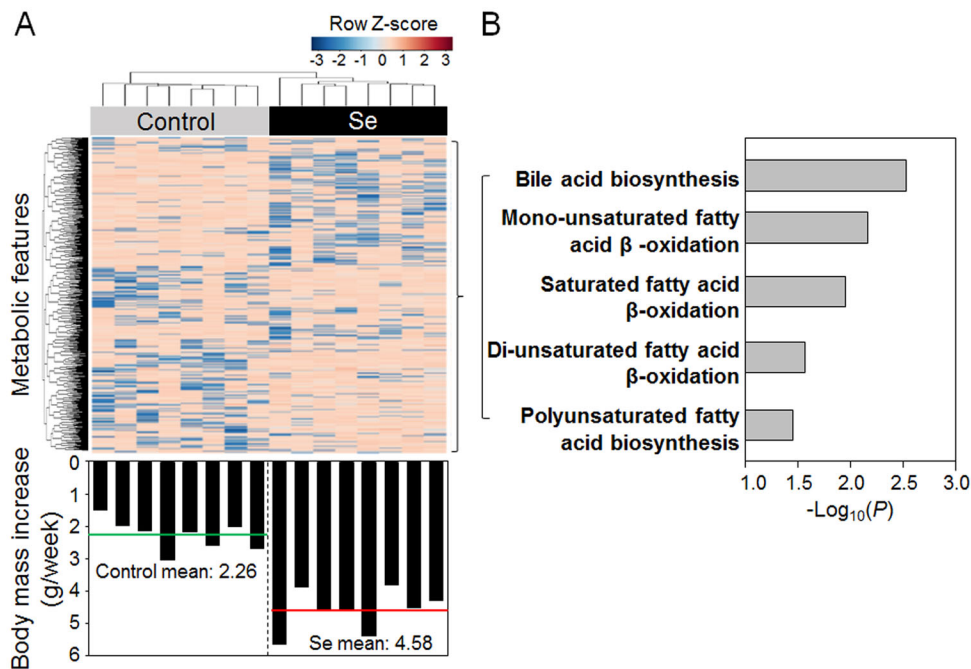 A
Row Z-score
-3 -2 -1 0 1 2 3
Control
Se
Metabolic features
Body mass increase
(g/week)
0
1
2
3
4
5
6
Control mean: 2.26
Se mean: 4.58
B
Bile acid biosynthesis
Mono-unsaturated fatty
acid β -oxidation
Saturated fatty acid
β-oxidation
Di-unsaturated fatty acid
β-oxidation
Polyunsaturated fatty
acid biosynthesis
1.0 1.5 2.0 2.5 3.0
-Log10(P)